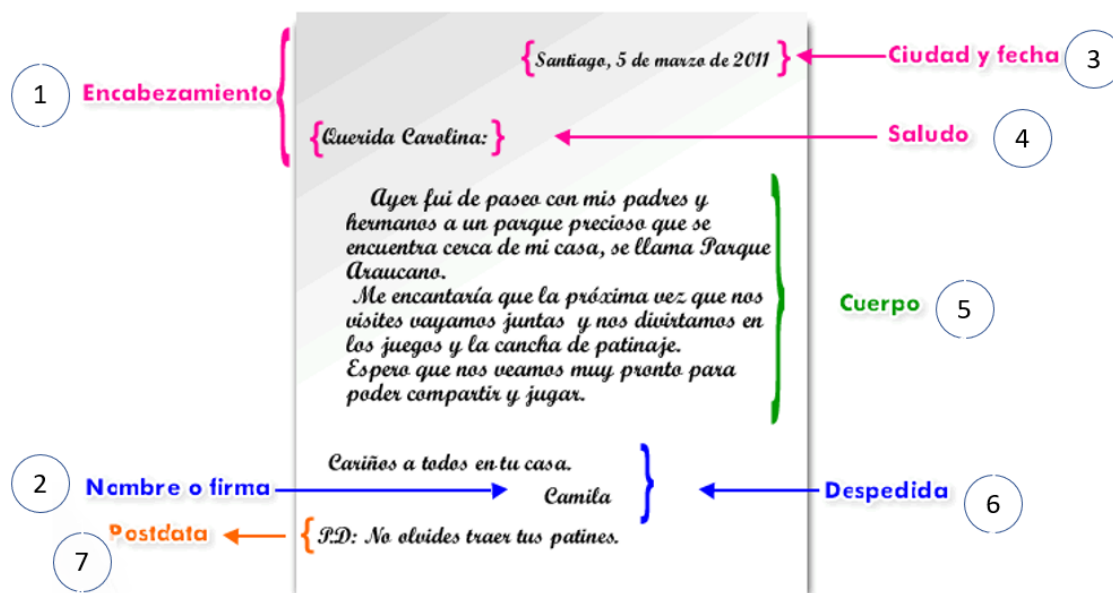 Santiago, 5 de marzo de 2011
Ciudad y fecha
3
1
Encabezamiento
Querida Carolina:
Saludo
4
Ayer fui de paseo con mis padres y
hermanos a un parque precioso que se
encuentra cerca de mi casa, se llama Parque
Araucano.
Me encantaría que la próxima vez que nos
visites vayamos juntas y nos divirtamos en
los juegos y la cancha de patinaje.
Espero que nos veamos muy pronto para
poder compartir y jugar.
Cuerpo
5
Cariños a todos en tu casa.
2
Nombre o firma
Camila
Despedida
6
Postdata
7
P.D: No olvides traer tus patines.